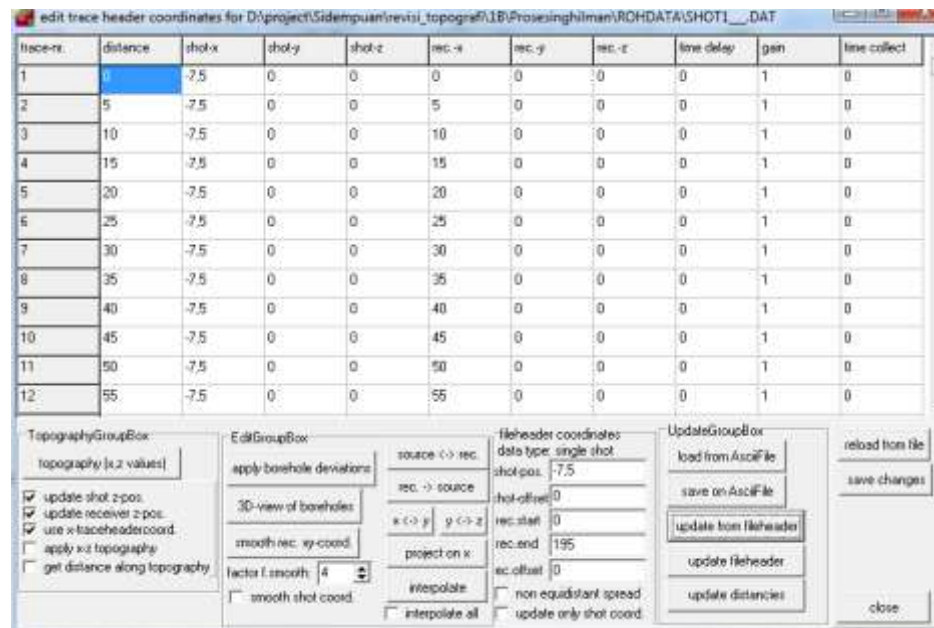 edit trace header coordinates for D:\project\Sidempuan\revisi_topografi\1B\Prosesinghilman\ROHDATA\SHOT1__.DAT
trace-nr. distance shot-x shot-y shot-z rec.-x rec.-y rec.-z time delay gain time collect
1 0 -7.5 0 0 0 0 0 0 1 0
2 5 -7.5 0 0 5 0 0 0 1 0
3 10 -7.5 0 0 10 0 0 0 1 0
4 15 -7.5 0 0 15 0 0 0 1 0
5 20 -7.5 0 0 20 0 0 0 1 0
6 25 -7.5 0 0 25 0 0 0 1 0
7 30 -7.5 0 0 30 0 0 0 1 0
8 35 -7.5 0 0 35 0 0 0 1 0
9 40 -7.5 0 0 40 0 0 0 1 0
10 45 -7.5 0 0 45 0 0 0 1 0
11 50 -7.5 0 0 50 0 0 0 1 0
12 55 -7.5 0 0 55 0 0 0 1 0
TopographyGroupBox
topography (x,z values)
update shot z-pos.
update receiver z-pos.
use x-traceheadercoord.
apply x-z topography
get distance along topography
EditGroupBox
apply borehole deviations
3D-view of boreholes
smooth rec. xy-coord.
factor f. smooth: 4
smooth shot coord.
source <-> rec.
rec. -> source
x <-> y
y <-> z
project on x
interpolate
interpolate all
fileheader coordinates
data type: single shot
shot-pos. -7.5
shot-offset 0
rec.start 0
rec.end 195
rec.offset 0
non equidistant spread
update only shot coord.
UpdateGroupBox
load from AsciiFile
save on AsciiFile
update from fileheader
update fileheader
update distancies
reload from file
save changes
close